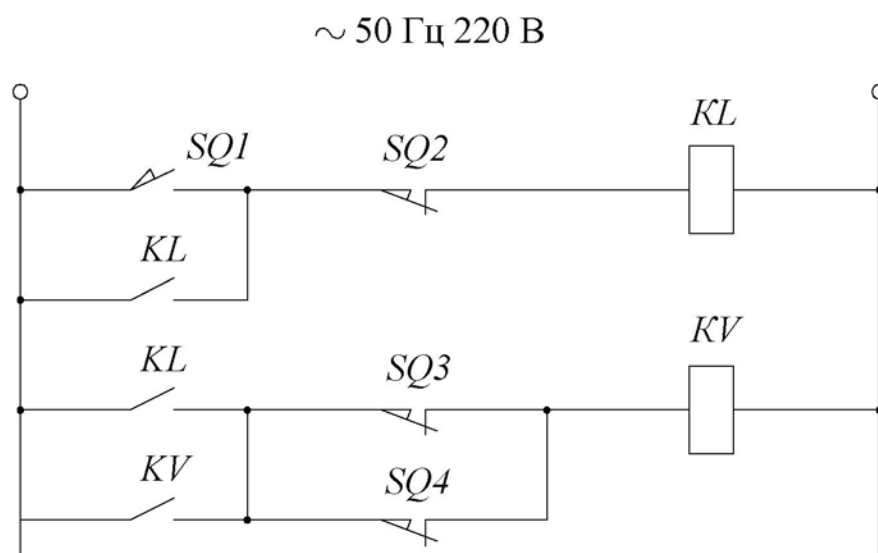 ~ 50 Гц 220 В
SQ1 SQ2 KL
KL
KL SQ3 KV
KV SQ4